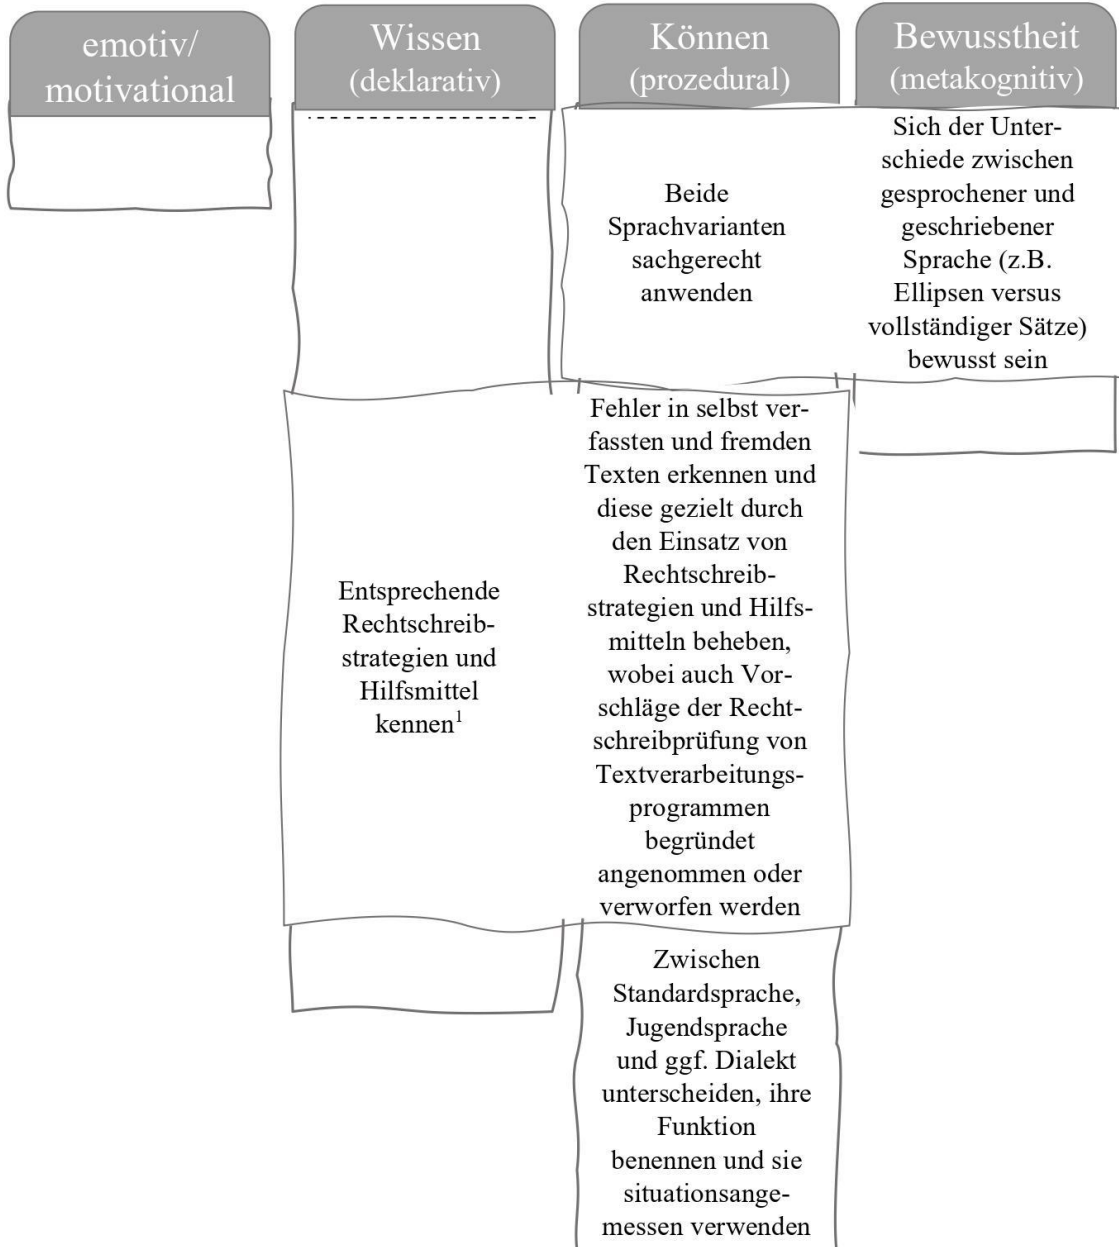 emotiv/
motivational
Wissen
(deklarativ)
Können
(prozedural)
Bewusstheit
(metakognitiv)
Beide
Sprachvarianten
sachgerecht
anwenden
Sich der Unter-
schiede zwischen
gesprochener und
geschriebener
Sprache (z.B.
Ellipsen versus
vollständiger Sätze)
bewusst sein
Entsprechende
Rechtschreib-
strategien und
Hilfsmittel
kennen¹
Fehler in selbst ver-
fassten und fremden
Texten erkennen und
diese gezielt durch
den Einsatz von
Rechtschreib-
strategien und Hilfs-
mitteln beheben,
wobei auch Vor-
schläge der Recht-
schreibprüfung von
Textverarbeitungs-
programmen
begründet
angenommen oder
verworfen werden
Zwischen
Standardsprache,
Jugendsprache
und ggf. Dialekt
unterscheiden, ihre
Funktion
benennen und sie
situationsange-
messen verwenden